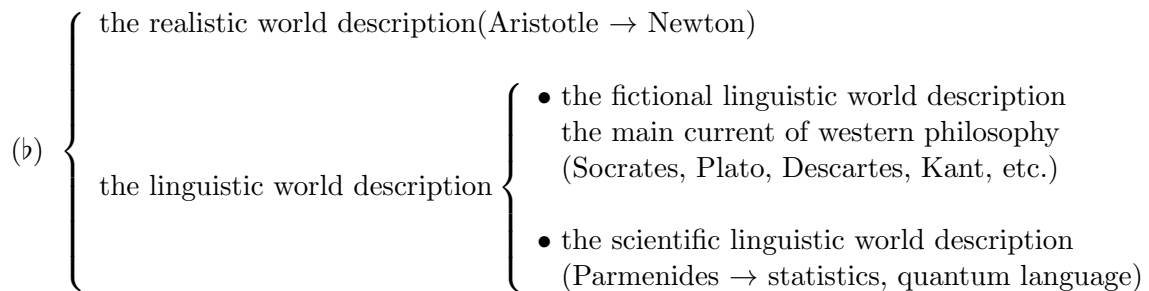 the realistic world description(Aristotle → Newton)
• the fictional linguistic world description
the main current of western philosophy
(♭)
(Socrates, Plato, Descartes, Kant, etc.)
the linguistic world description
• the scientific linguistic world description
(Parmenides → statistics, quantum language)